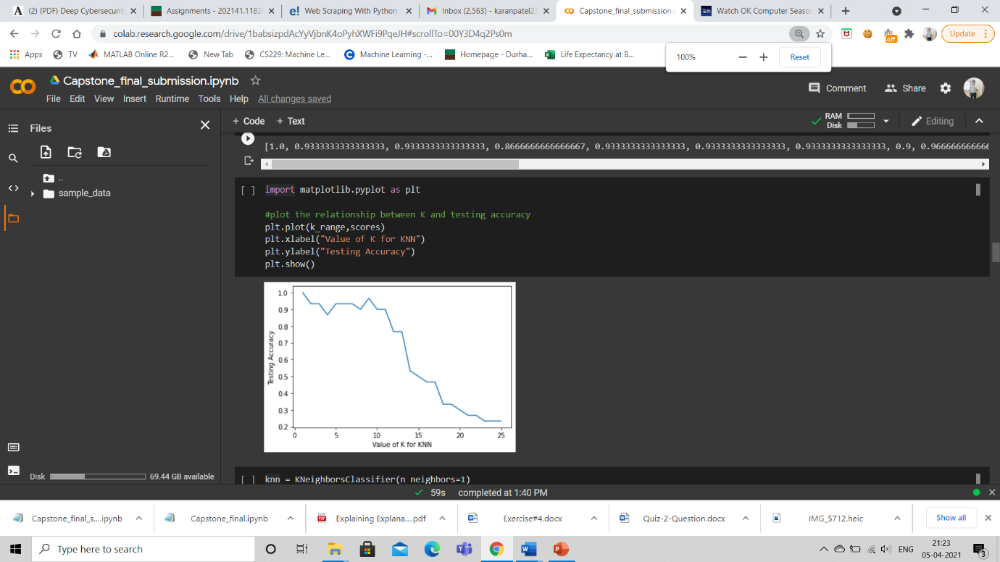 (2) (PDF) Deep Cybersecurit
Assignments - 202141.1182
Web Scraping With Python
Inbox (2,563) - karanpatel2
Capstone_final_submission.
Watch OK Computer Season
colab.research.google.com/drive/1babsizpdAcYyVjbnK4oPyhXWFi9PqeJH#scrollTo=00Y3D4q2Ps0m
Update
off
Apps
TV
MATLAB Online R2...
New Tab
CS229: Machine Le...
Machine Learning -...
Homepage - Durha...
Life Expectancy at B...
100%
Reset
Capstone_final_submission.ipynb
File Edit View Insert Runtime Tools Help All changes saved
Comment
Share
Files
+ Code + Text
RAM
Disk
Editing
..
sample_data
[1.0, 0.9333333333333333, 0.9333333333333333, 0.8666666666666667, 0.9333333333333333, 0.9333333333333333, 0.9333333333333333, 0.9, 0.966666666666
[ ] import matplotlib.pyplot as plt
#plot the relationship between K and testing accuracy
plt.plot(k_range,scores)
plt.xlabel("Value of K for KNN")
plt.ylabel("Testing Accuracy")
plt.show()
Testing Accuracy
1.0
0.9
0.8
0.7
0.6
0.5
0.4
0.3
0.2
0 5 10 15 20 25
Value of K for KNN
[ ] knn = KNeighborsClassifier(n_neighbors=1)
Disk
69.44 GB available
59s completed at 1:40 PM
Capstone_final_s....ipynb
Capstone_final.ipynb
Explaining Explana....pdf
Exercise#4.docx
Quiz-2-Question.docx
IMG_5712.heic
Show all
Type here to search
ENG
21:23
05-04-2021
3